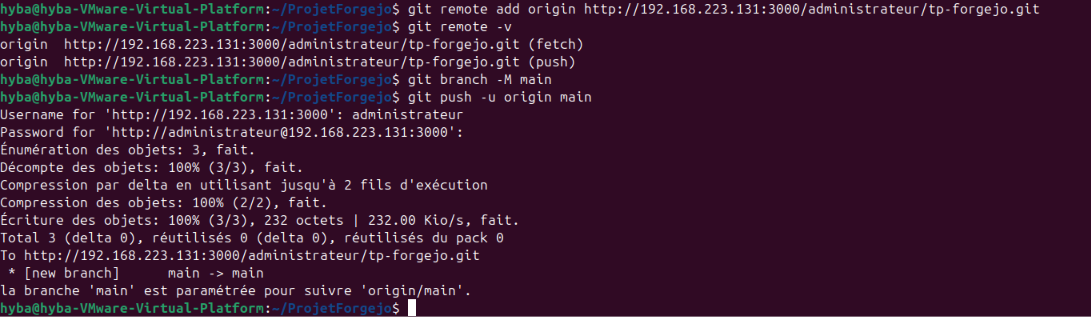 hyba@hyba-VMware-Virtual-Platform:~/ProjetForgejo$ git remote add origin http://192.168.223.131:3000/administrateur/tp-forgejo.git
hyba@hyba-VMware-Virtual-Platform:~/ProjetForgejo$ git remote -v
origin  http://192.168.223.131:3000/administrateur/tp-forgejo.git (fetch)
origin  http://192.168.223.131:3000/administrateur/tp-forgejo.git (push)
hyba@hyba-VMware-Virtual-Platform:~/ProjetForgejo$ git branch -M main
hyba@hyba-VMware-Virtual-Platform:~/ProjetForgejo$ git push -u origin main
Username for 'http://192.168.223.131:3000': administrateur
Password for 'http://administrateur@192.168.223.131:3000':
Énumération des objets: 3, fait.
Décompte des objets: 100% (3/3), fait.
Compression par delta en utilisant jusqu'à 2 fils d'exécution
Compression des objets: 100% (2/2), fait.
Écriture des objets: 100% (3/3), 232 octets | 232.00 Kio/s, fait.
Total 3 (delta 0), réutilisés 0 (delta 0), réutilisés du pack 0
To http://192.168.223.131:3000/administrateur/tp-forgejo.git
 * [new branch]      main -> main
la branche 'main' est paramétrée pour suivre 'origin/main'.
hyba@hyba-VMware-Virtual-Platform:~/ProjetForgejo$